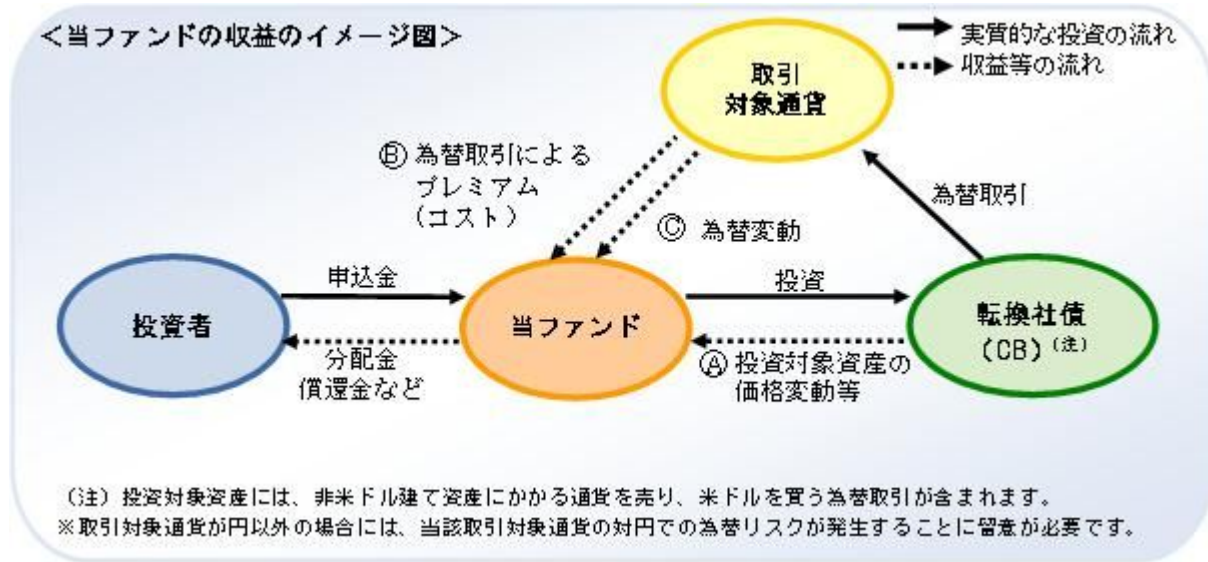 ＜当ファンドの収益のイメージ図＞
実質的な投資の流れ
収益等の流れ
取引
対象通貨
Ⓑ 為替取引による
プレミアム
（コスト）
Ⓒ 為替変動
為替取引
投資者
申込金
分配金
償還金など
当ファンド
投資
Ⓐ 投資対象資産の
価格変動等
転換社債
（CB）（注）
（注）投資対象資産には、非米ドル建て資産にかかる通貨を売り、米ドルを買う為替取引が含まれます。
※取引対象通貨が円以外の場合には、当該取引対象通貨の対円での為替リスクが発生することに留意が必要です。